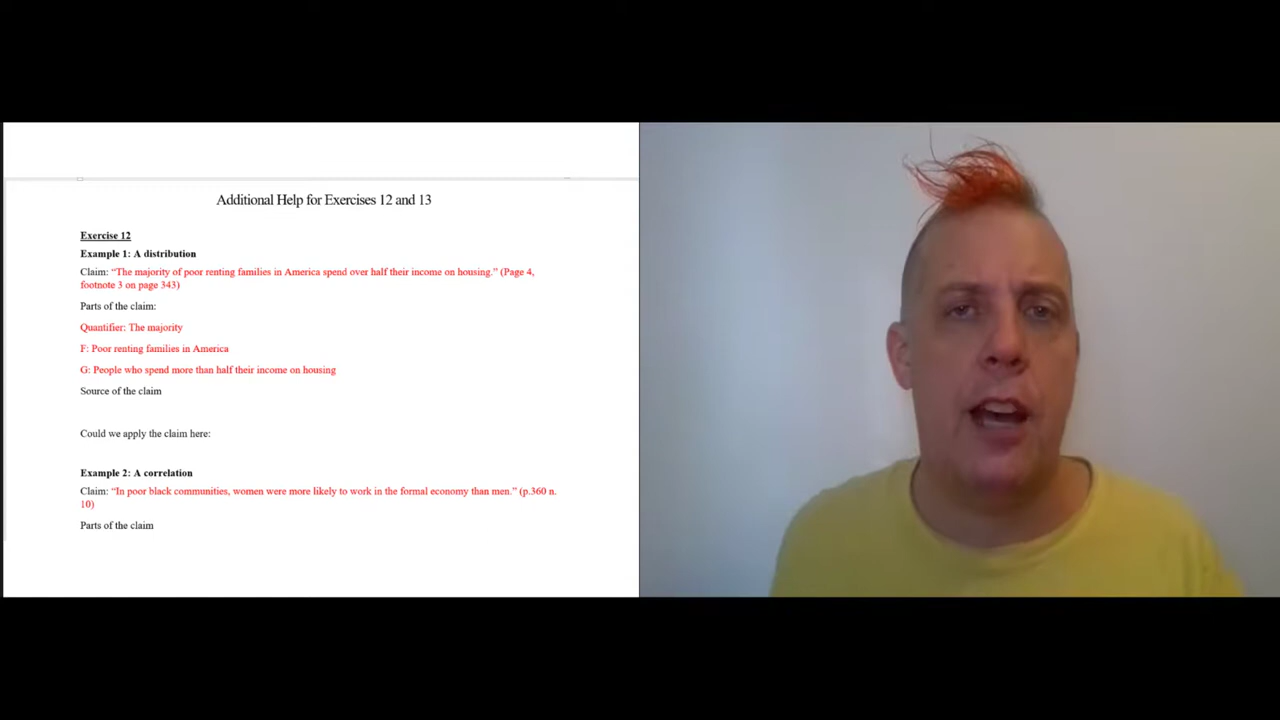 Additional Help for Exercises 12 and 13
Exercise 12
Example 1: A distribution
Claim: “The majority of poor renting families in America spend over half their income on housing.” (Page 4,
footnote 3 on page 343)
Parts of the claim:
Quantifier: The majority
F: Poor renting families in America
G: People who spend more than half their income on housing
Source of the claim
Could we apply the claim here:
Example 2: A correlation
Claim: “In poor black communities, women were more likely to work in the formal economy than men.” (p.360 n.
10)
Parts of the claim